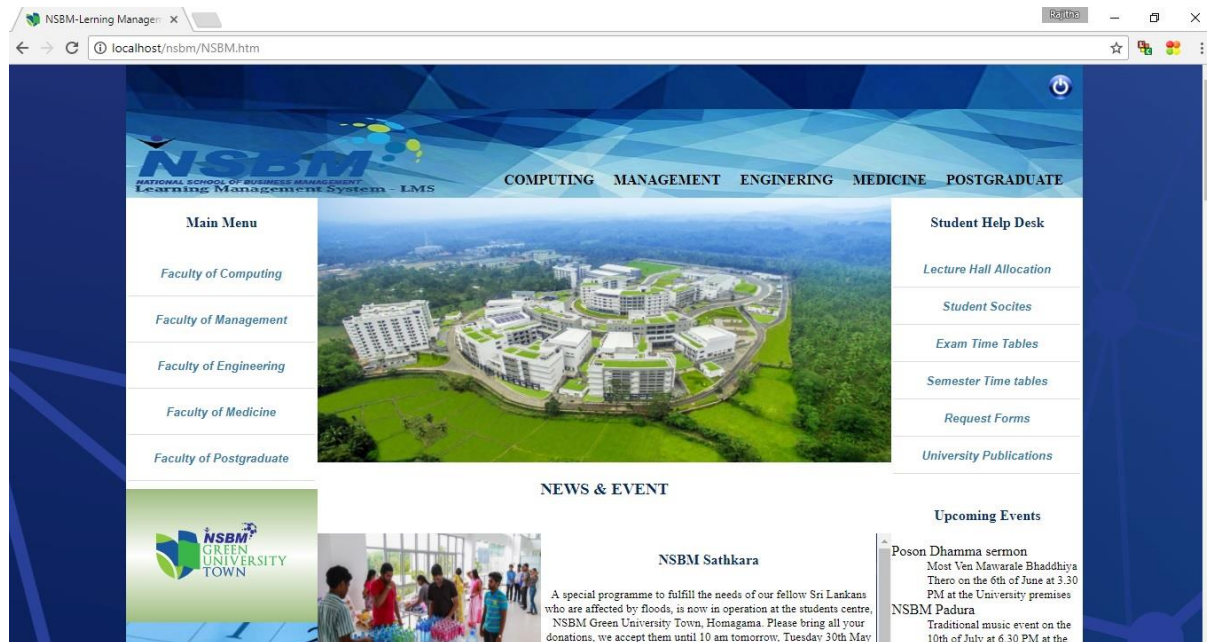 NSBM-Lerning Managem
Rajitha
localhost/nsbm/NSBM.htm
NSBM
NATIONAL SCHOOL OF BUSINESS MANAGEMENT
Learning Management System - LMS
COMPUTING MANAGEMENT ENGINERING MEDICINE POSTGRADUATE
Main Menu
Faculty of Computing
Faculty of Management
Faculty of Engineering
Faculty of Medicine
Faculty of Postgraduate
NSBM
GREEN
UNIVERSITY
TOWN
NEWS & EVENT
NSBM Sathkara
A special programme to fulfill the needs of our fellow Sri Lankans
who are affected by floods, is now in operation at the students centre,
NSBM Green University Town, Homagama. Please bring all your
donations, we accept them until 10 am tomorrow, Tuesday 30th May
Student Help Desk
Lecture Hall Allocation
Student Socites
Exam Time Tables
Semester Time tables
Request Forms
University Publications
Upcoming Events
Poson Dhamma sermon
Most Ven Mawarale Bhaddhiya
Thero on the 6th of June at 3.30
PM at the University premises
NSBM Padura
Traditional music event on the
10th of July at 6.30 PM at the